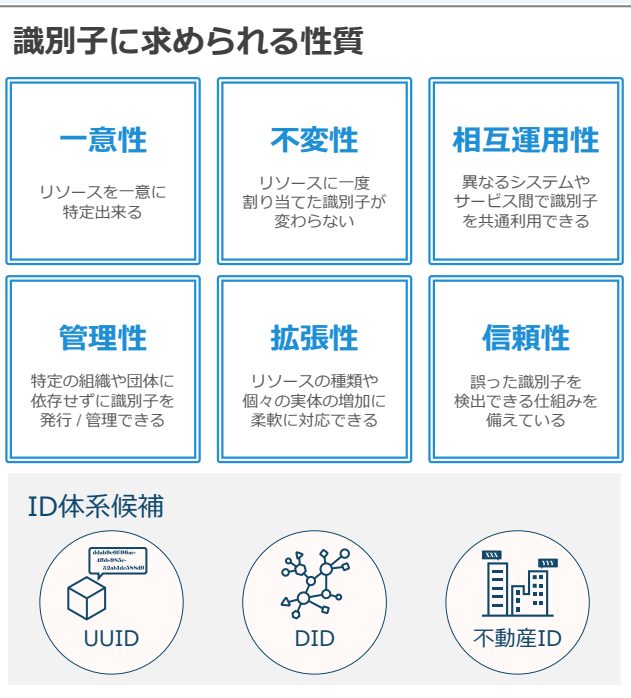 識別子に求められる性質
一意性
リソースを一意に
特定出来る
不変性
リソースに一度
割り当てた識別子が
変わらない
相互運用性
異なるシステムや
サービス間で識別子
を共通利用できる
管理性
特定の組織や団体に
依存せずに識別子を
発行 / 管理できる
拡張性
リソースの種類や
個々の実体の増加に
柔軟に対応できる
信頼性
誤った識別子を
検出できる仕組みを
備えている
ID体系候補
UUID
DID
XXX
YYY
不動産ID